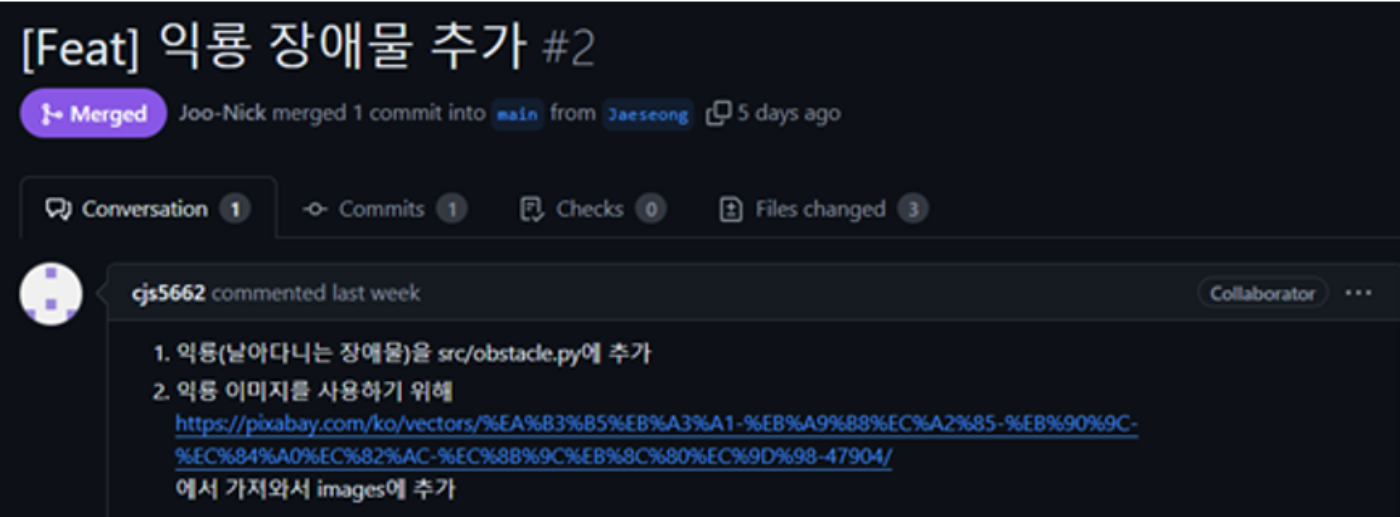 [Feat] 익룡 장애물 추가 #2
Merged Joo-Nick merged 1 commit into main from Jaeseong 5 days ago
Conversation 1 Commits 1 Checks 0 Files changed 3
cjs5662 commented last week Collaborator ...
1. 익룡(날아다니는 장애물)을 src/obstacle.py에 추가
2. 익룡 이미지를 사용하기 위해
https://pixabay.com/ko/vectors/%EA%B3%B5%EB%A3%A1-%EB%A9%B8%EC%A2%85-%EB%90%9C-
%EC%84%A0%EC%82%AC-%EC%8B%9C%EB%8C%80%EC%9D%98-47904/
에서 가져와서 images에 추가